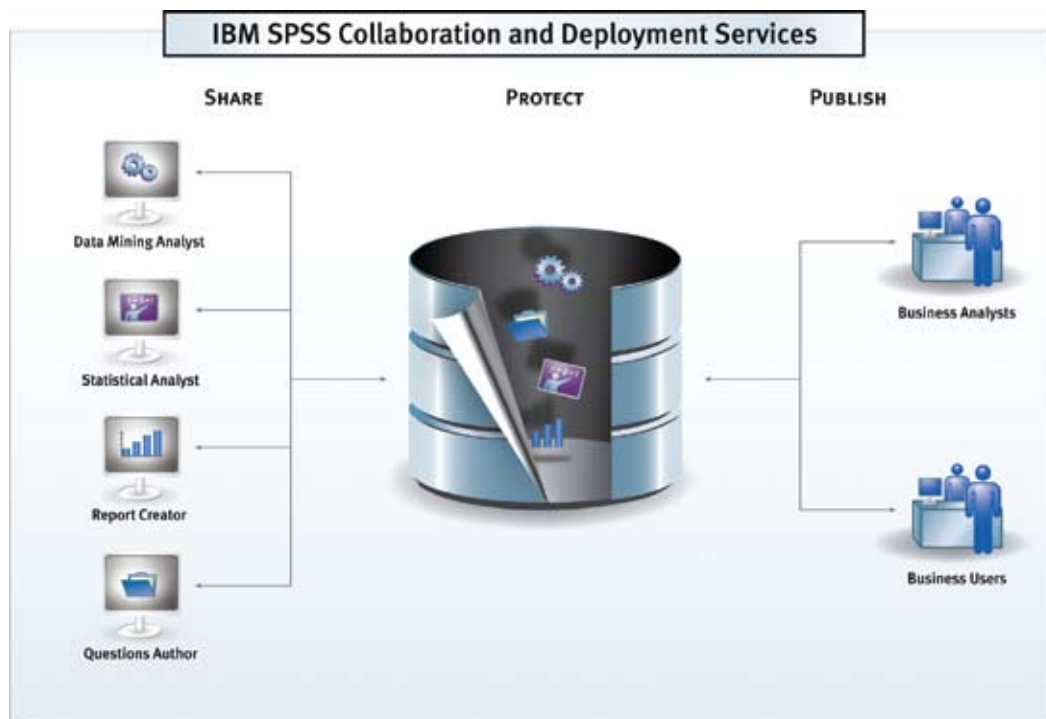 IBM SPSS Collaboration and Deployment Services
SHARE
PROTECT
PUBLISH
Data Mining Analyst
Statistical Analyst
Report Creator
Questions Author
Business Analysts
Business Users